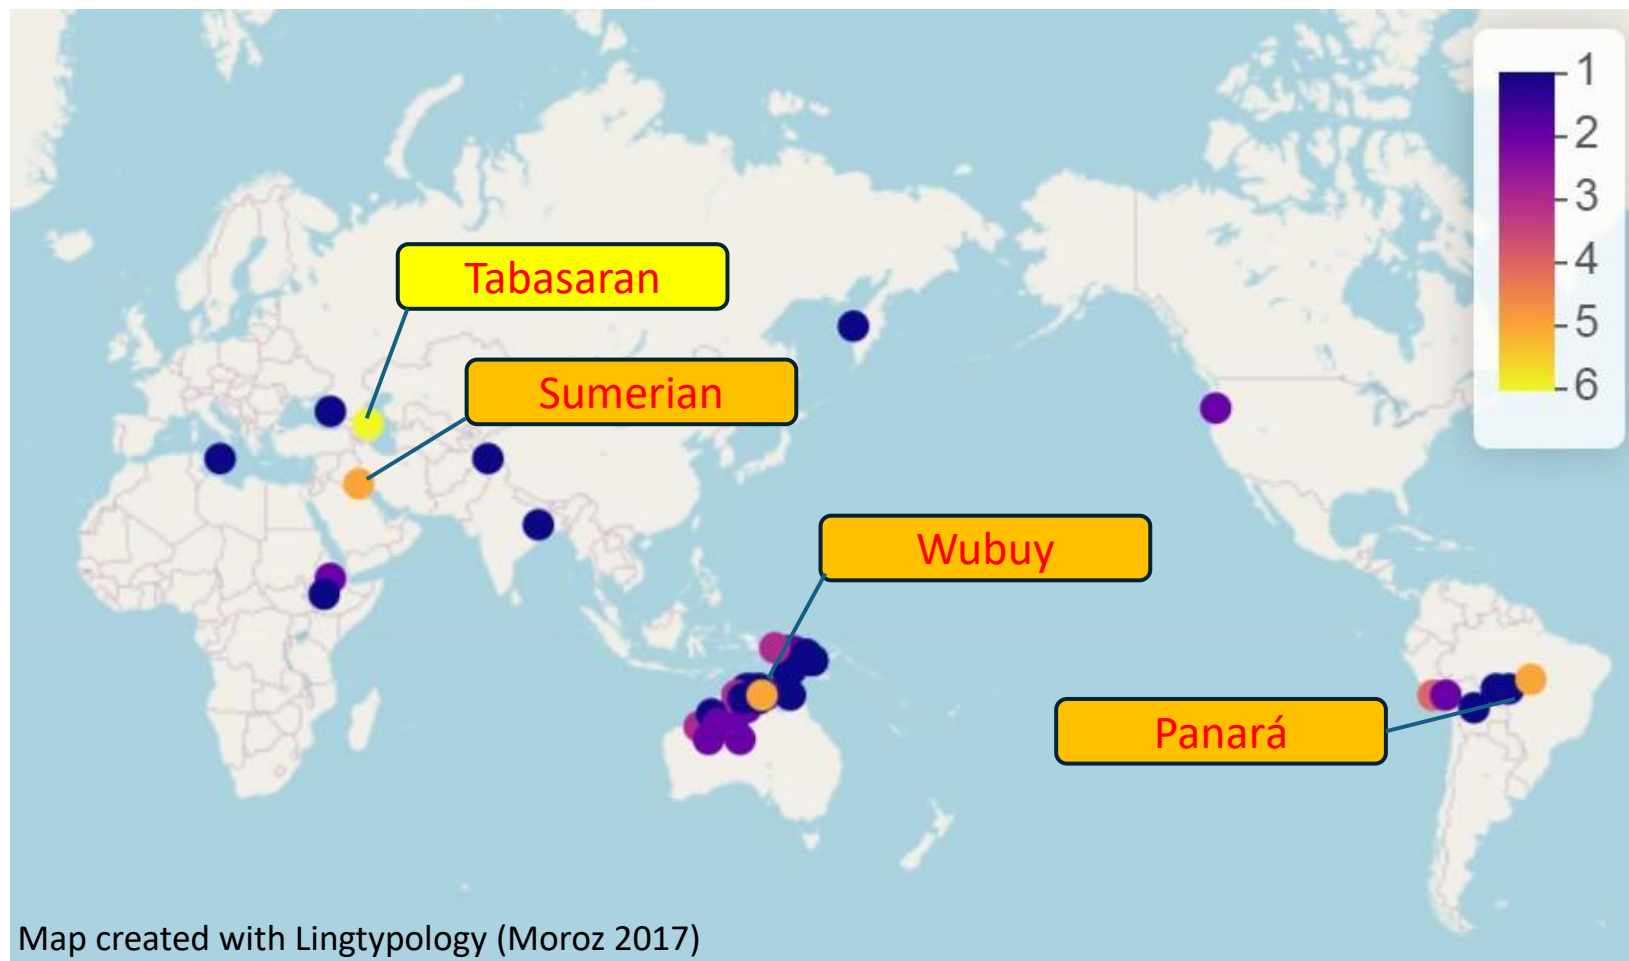 1
2
3
4
5
6
Tabasaran
Sumerian
Wubuy
Panará
Map created with Lingtypology (Moroz 2017)